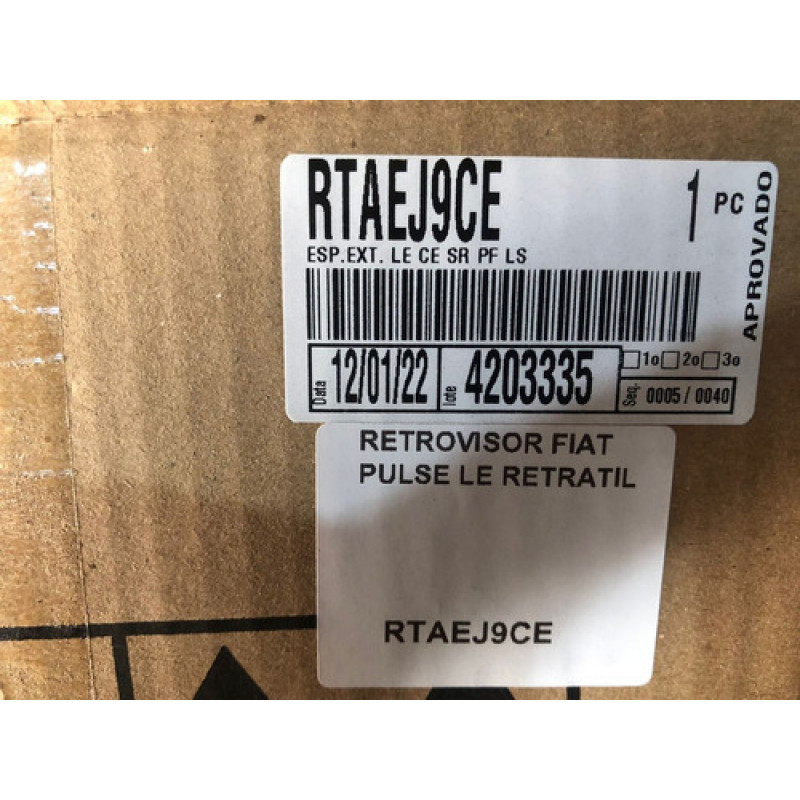 RTAEJ9CE
1 PC
APROVADO
ESP.EXT. LE CE SR PF LS
Data 12/01/22
lote 4203335
1o 2o 3o
Seq. 0005 / 0040
RETROVISOR FIAT
PULSE LE RETRATIL
RTAEJ9CE